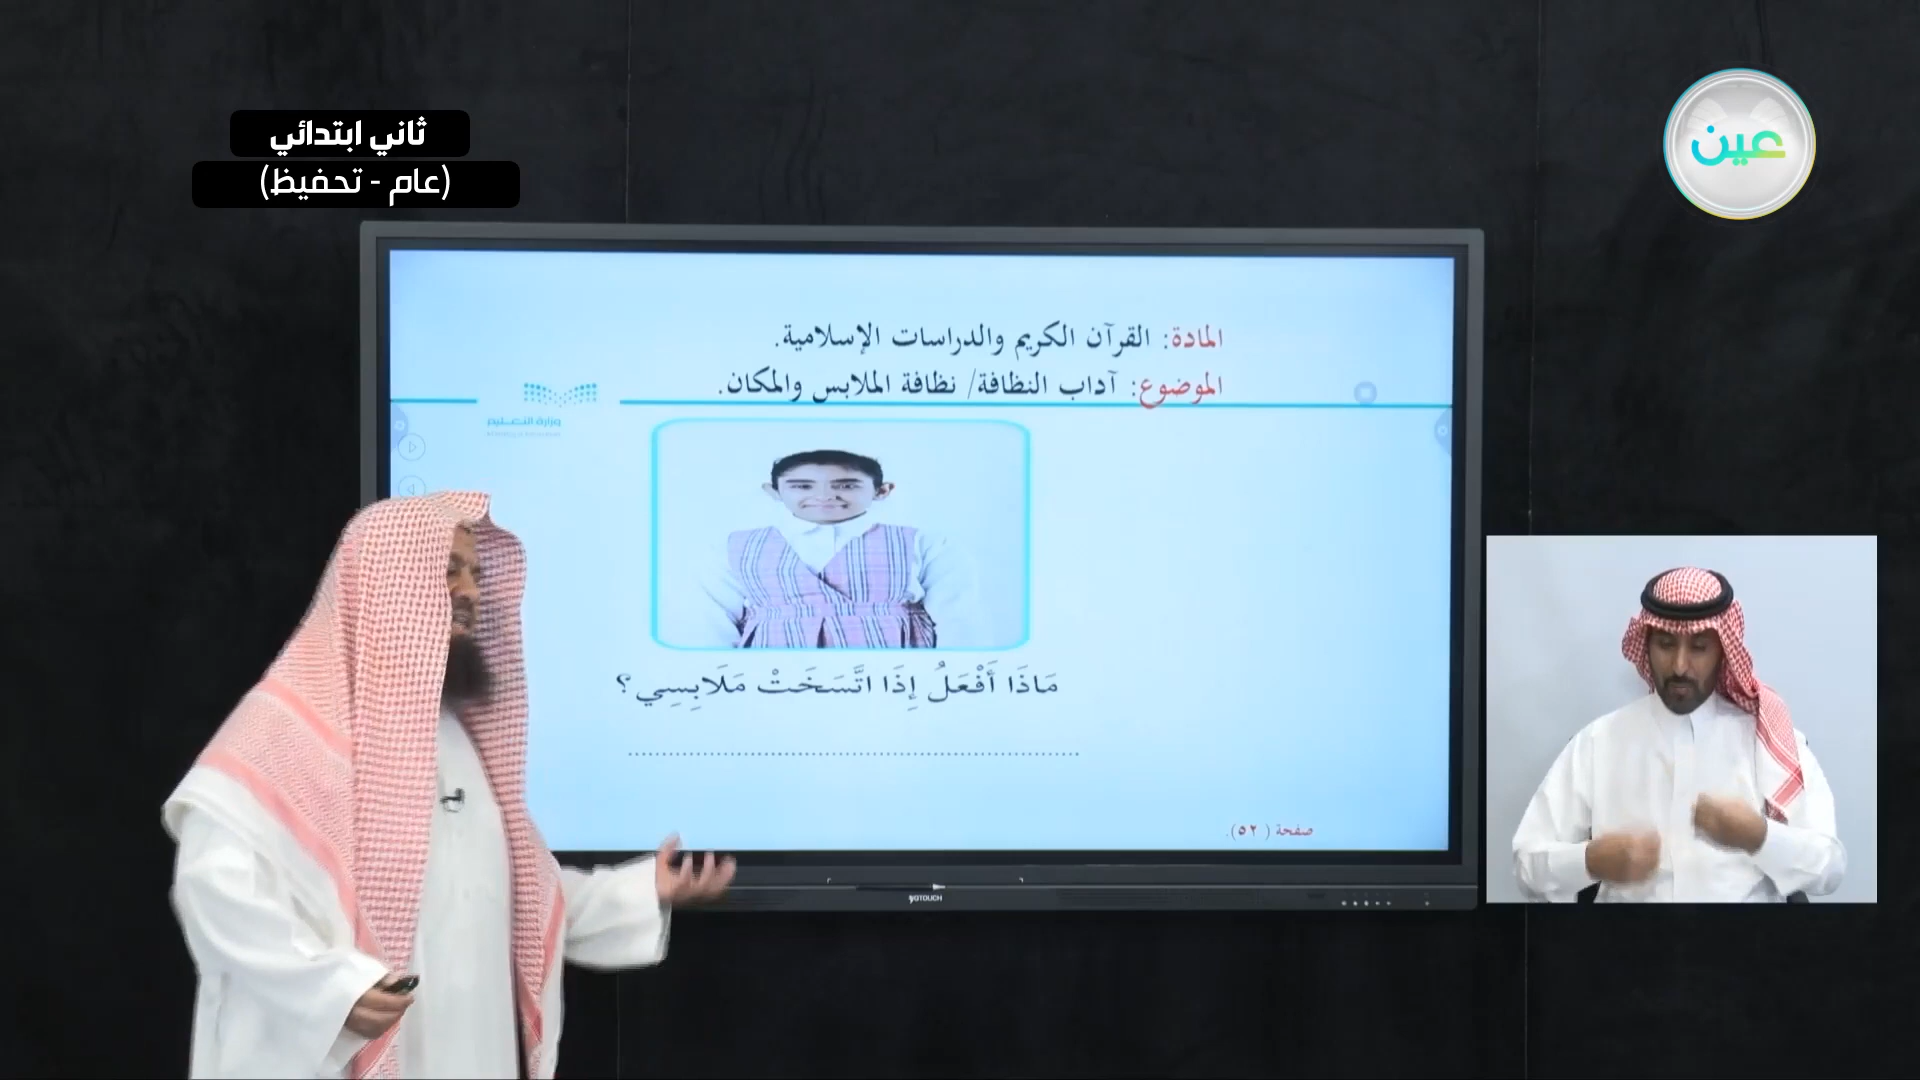 ثاني ابتدائي
(عام - تحفيظ)
عين
المادة: القرآن الكريم والدراسات الإسلامية.
الموضوع: آداب النظافة/ نظافة الملابس والمكان.
وزارة التعليم
مَاذَا أَفْعَلُ إِذَا اتَّسَخَتْ مَلَابِسِي؟
صفحة (٥٢).